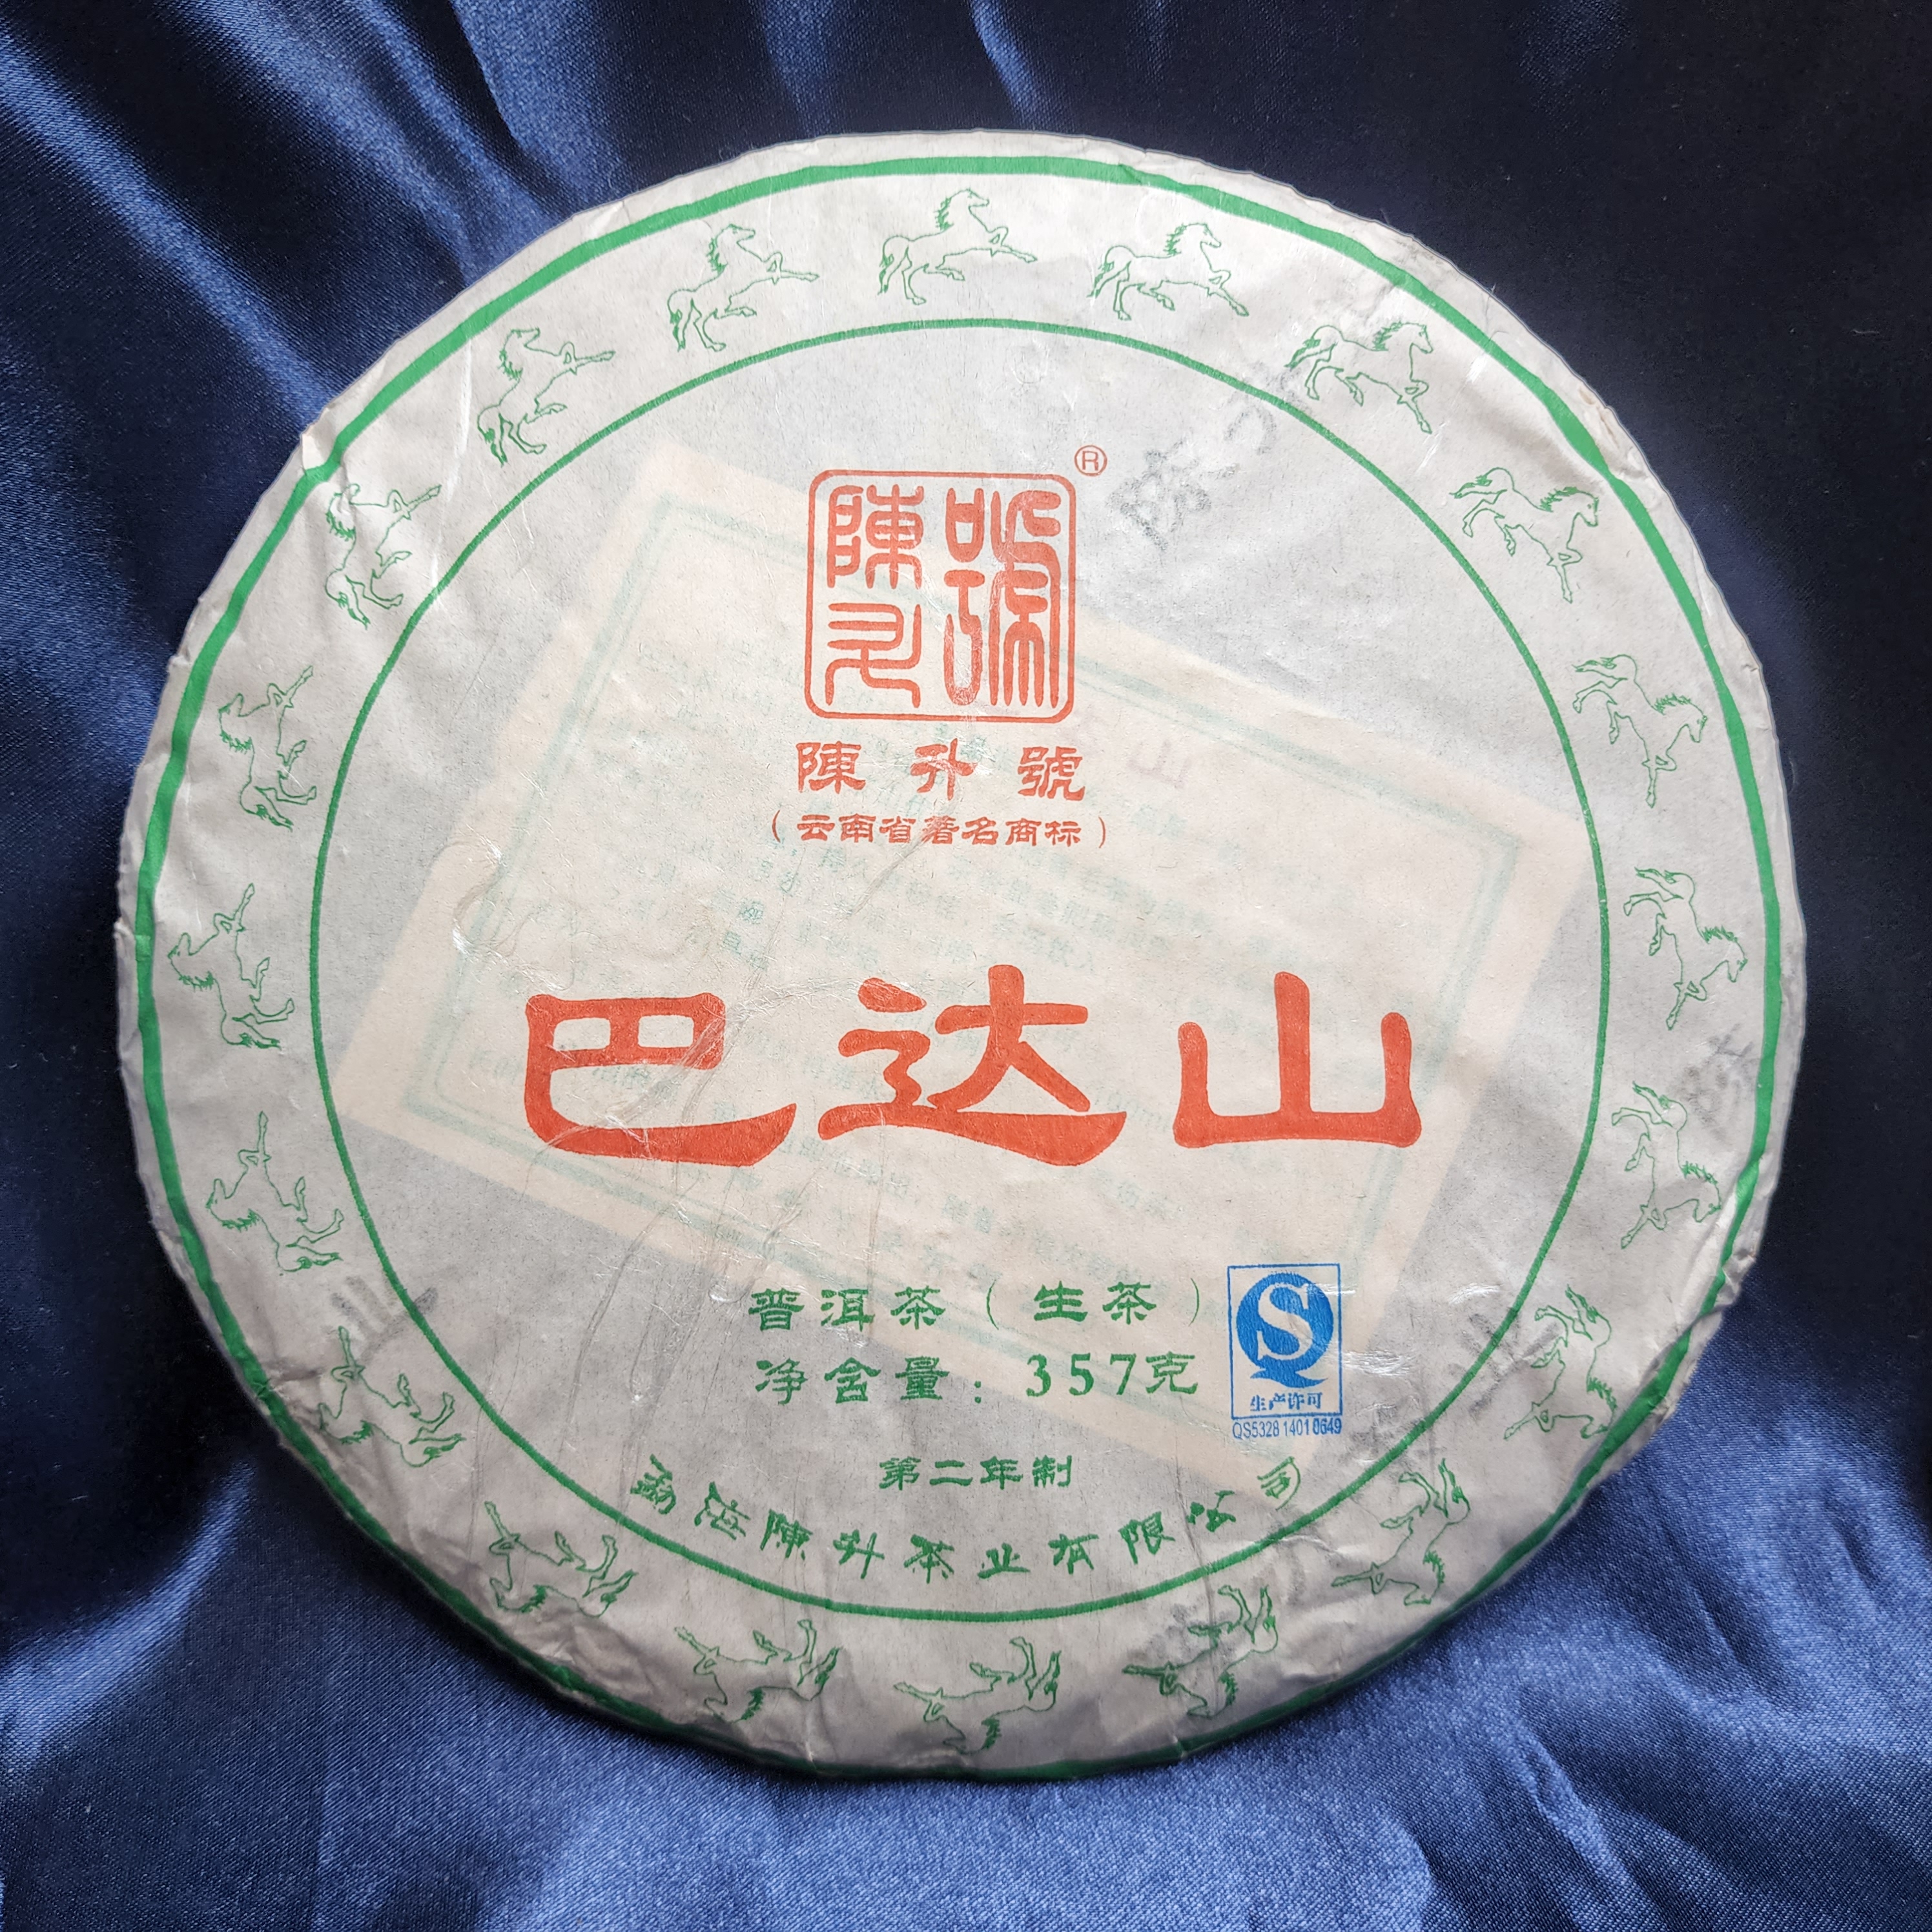 ®
陳升號
陳升號
（云南省著名商标）
巴达山
普洱茶（生茶）
净含量：357克
生产许可
QS5328 1401 0649
第二年制
勐海陳升茶业有限公司